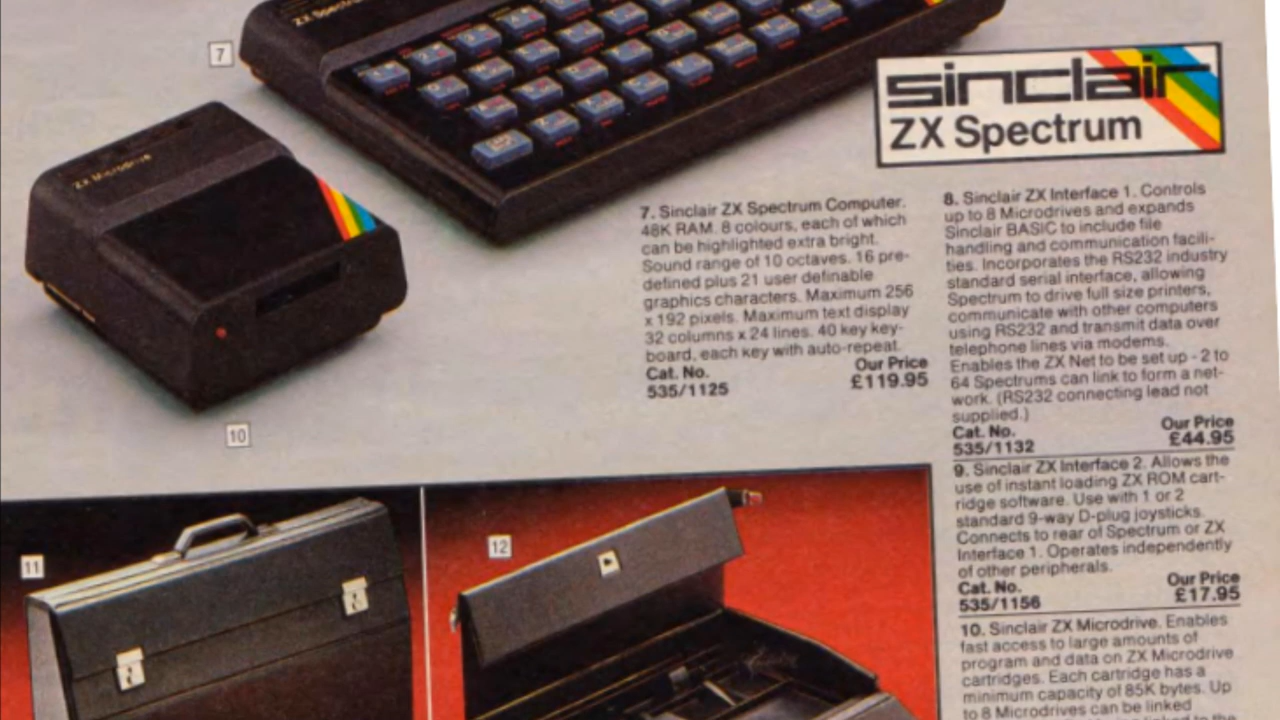 ZX Spectrum
7
sinclair
ZX Spectrum
ZX Microdrive
10
7. Sinclair ZX Spectrum Computer.
48K RAM. 8 colours, each of which
can be highlighted extra bright.
Sound range of 10 octaves. 16 pre-
defined plus 21 user definable
graphics characters. Maximum 256
x 192 pixels. Maximum text display
32 columns x 24 lines. 40 key key-
board, each key with auto-repeat.
Cat. No. Our Price
535/1125 £119.95
8. Sinclair ZX Interface 1. Controls
up to 8 Microdrives and expands
Sinclair BASIC to include file
handling and communication facili-
ties. Incorporates the RS232 industry
standard serial interface, allowing
Spectrum to drive full size printers,
communicate with other computers
using RS232 and transmit data over
telephone lines via modems.
Enables the ZX Net to be set up - 2 to
64 Spectrums can link to form a net-
work. (RS232 connecting lead not
supplied.)
Cat. No. Our Price
535/1132 £44.95
9. Sinclair ZX Interface 2. Allows the
use of instant loading ZX ROM cart-
ridge software. Use with 1 or 2
standard 9-way D-plug joysticks.
Connects to rear of Spectrum or ZX
Interface 1. Operates independently
of other peripherals.
Cat. No. Our Price
535/1156 £17.95
10. Sinclair ZX Microdrive. Enables
fast access to large amounts of
program and data on ZX Microdrive
cartridges. Each cartridge has a
minimum capacity of 85K bytes. Up
to 8 Microdrives can be linked
11
12